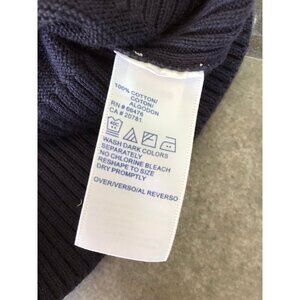 100% COTTON/
COTON/
ALGODON
RN # 66476
CA # 20781
WASH DARK COLORS
SEPARATELY
NO CHLORINE BLEACH
RESHAPE TO SIZE
DRY PROMPTLY
OVER/VERSO/AL REVERSO